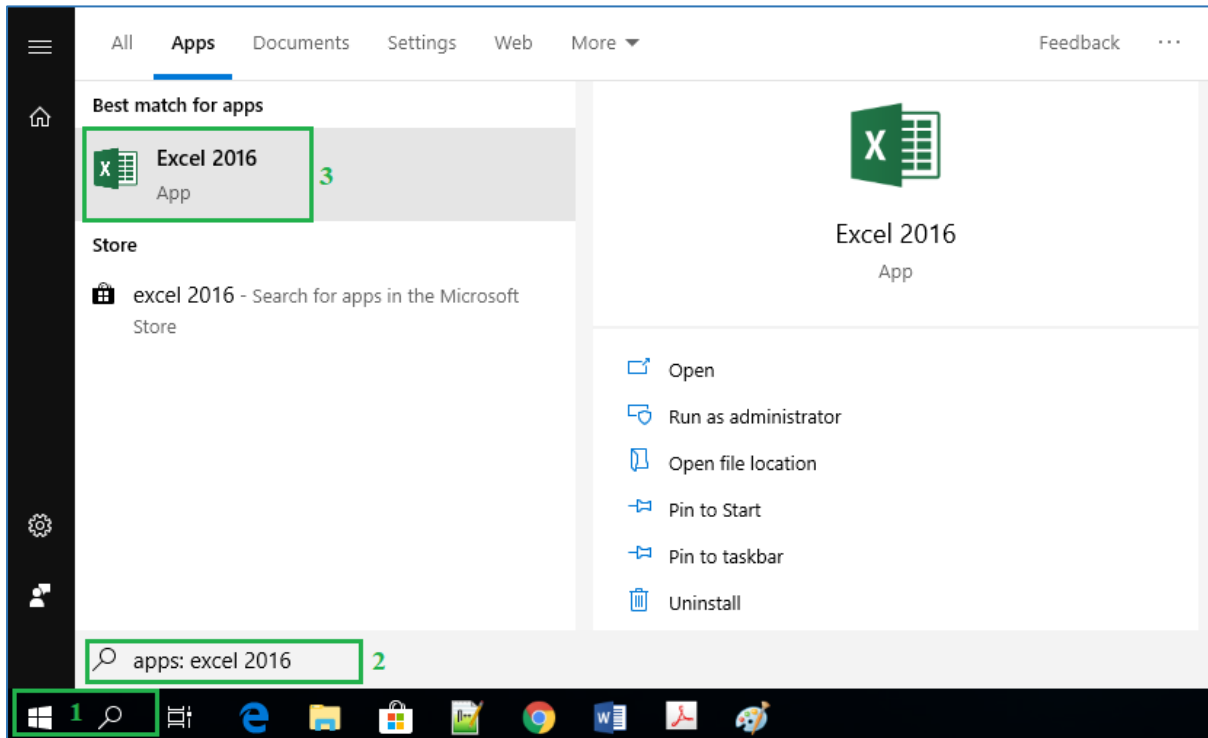 All Apps Documents Settings Web More Feedback ...
Best match for apps
Excel 2016
App
3
Store
excel 2016 - Search for apps in the Microsoft
Store
Excel 2016
App
Open
Run as administrator
Open file location
Pin to Start
Pin to taskbar
Uninstall
apps: excel 2016 2
1